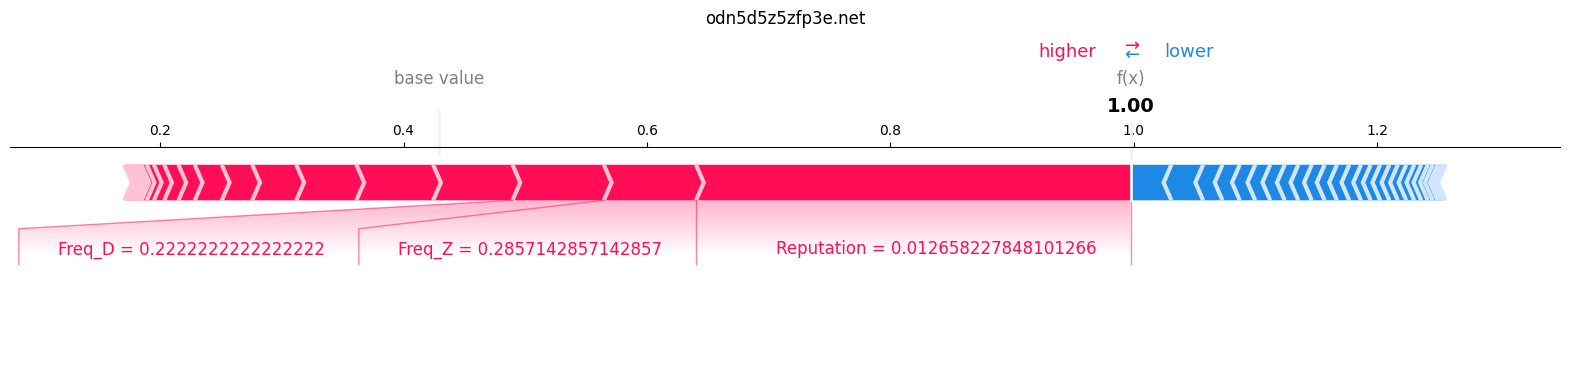 odn5d5z5zfp3e.net
higher ⇄ lower
base value f(x)
1.00
0.2 0.4 0.6 0.8 1.0 1.2
Freq_D = 0.2222222222222222 Freq_Z = 0.2857142857142857 Reputation = 0.012658227848101266